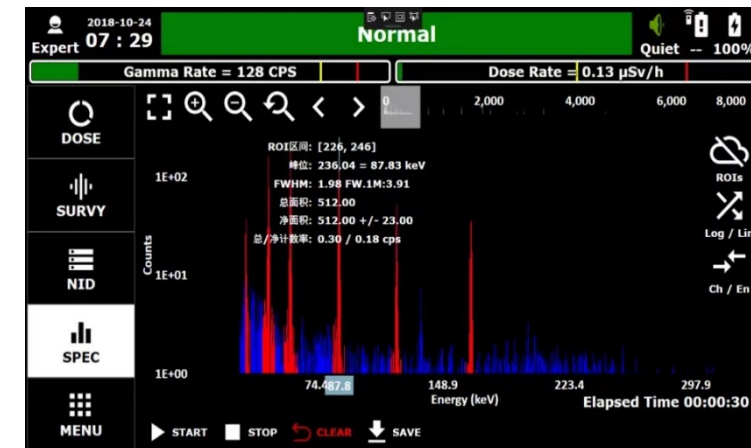 2018-10-24
Expert 07 : 29
Normal
Quiet -- 100%
Gamma Rate = 128 CPS
Dose Rate = 0.13 µSv/h
DOSE
SURVY
NID
SPEC
MENU
0 2,000 4,000 6,000 8,000
ROI区间: [226, 246]
峰位: 236.04 = 87.83 keV
FWHM: 1.98 FW.1M:3.91
总面积: 512.00
净面积: 512.00 +/- 23.00
总/净计数率: 0.30 / 0.18 cps
Counts
1E+02
1E+01
1E+00
ROIs
Log / Lin
Ch / En
87.8 148.9 223.4 297.9
Energy (keV)
Elapsed Time 00:00:30
START STOP CLEAR SAVE